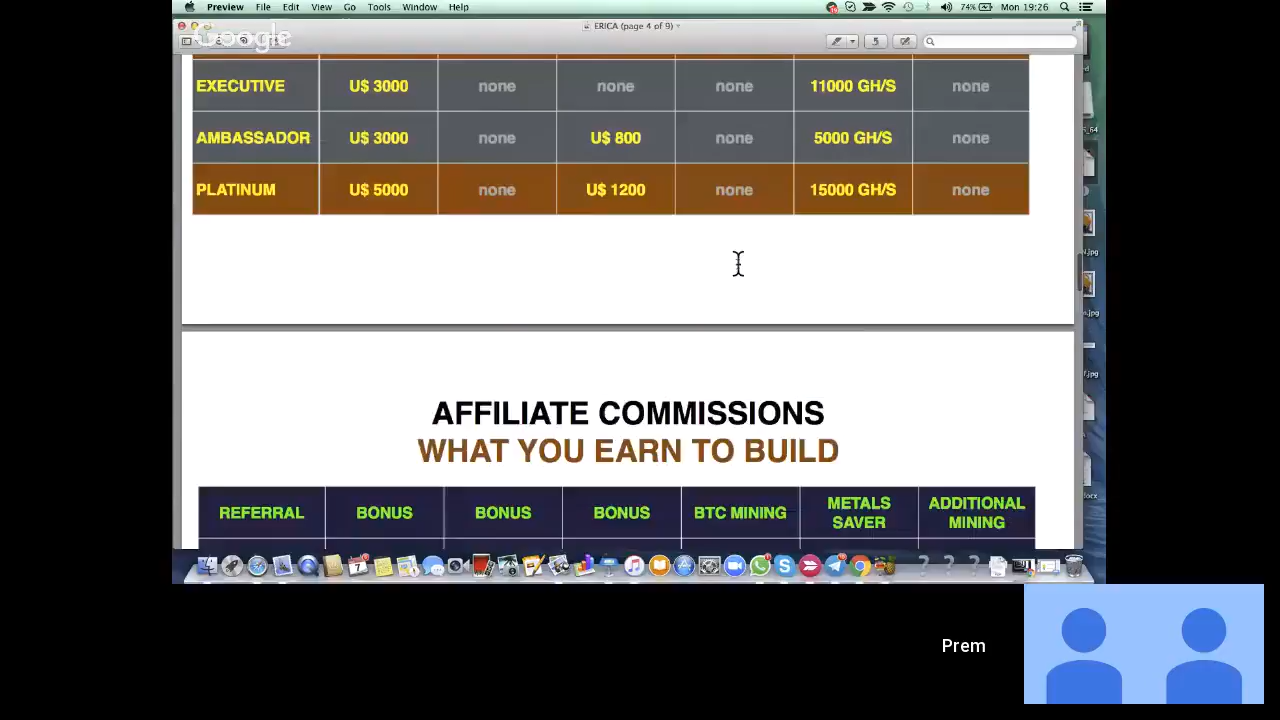 Preview File Edit View Go Tools Window Help 74% Mon 19:26
Google
ERICA (page 4 of 9)
EXECUTIVE U$ 3000 none none none 11000 GH/S none
AMBASSADOR U$ 3000 none U$ 800 none 5000 GH/S none
PLATINUM U$ 5000 none U$ 1200 none 15000 GH/S none
AFFILIATE COMMISSIONS
WHAT YOU EARN TO BUILD
REFERRAL BONUS BONUS BONUS BTC MINING METALS SAVER ADDITIONAL MINING
Prem